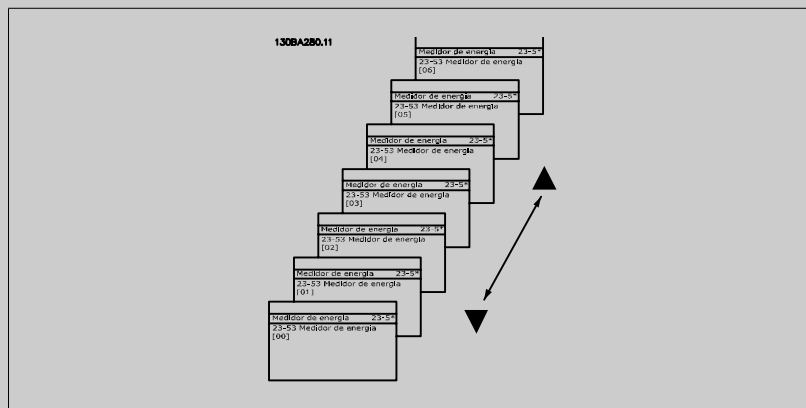 130BA280.11
Medidor de energia 23-5*
23-53 Medidor de energia
[06]
Medidor de energia 23-5*
23-53 Medidor de energia
[05]
Medidor de energia 23-5*
23-53 Medidor de energia
[04]
Medidor de energia 23-5*
23-53 Medidor de energia
[03]
Medidor de energia 23-5*
23-53 Medidor de energia
[02]
Medidor de energia 23-5*
23-53 Medidor de energia
[01]
Medidor de energia 23-5*
23-53 Medidor de energia
[00]